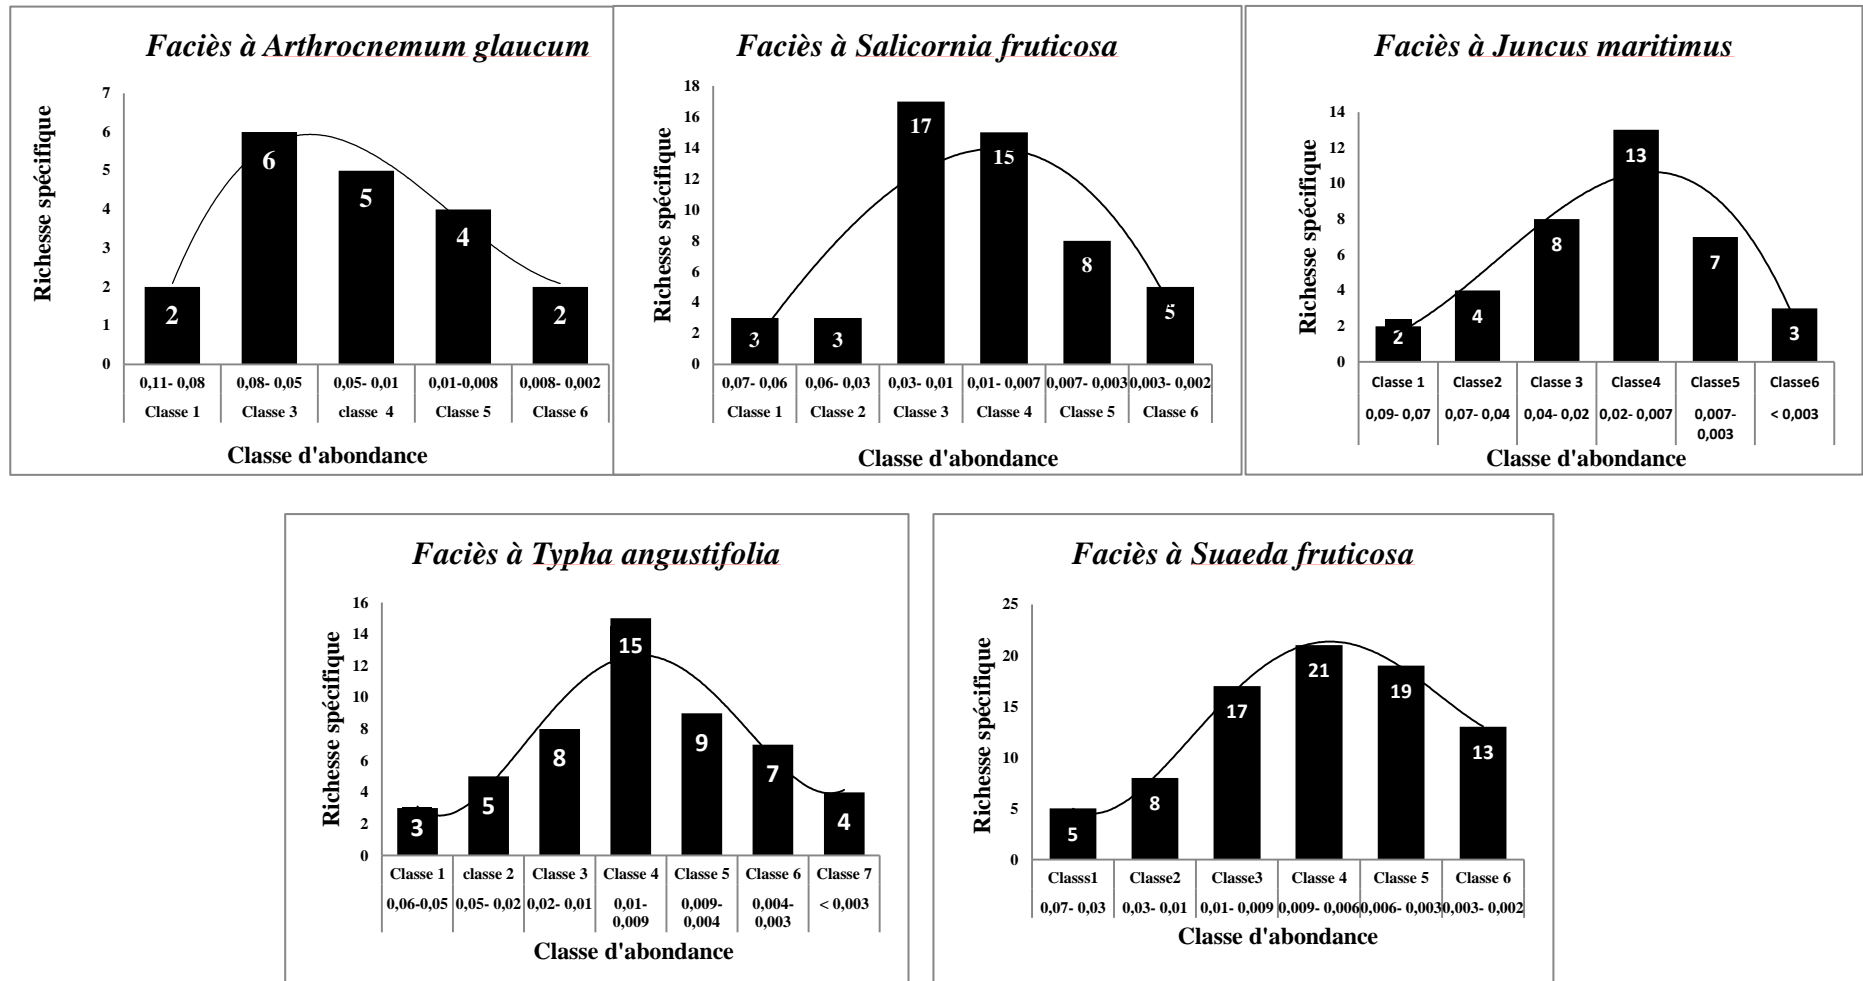 Faciès à Arthrocnemum glaucum
Richesse spécifique
7
6
5
4
3
2
1
0
2
6
5
4
2
0,11- 0,08 0,08- 0,05 0,05- 0,01 0,01-0,008 0,008- 0,002
Classe 1 Classe 3 classe 4 Classe 5 Classe 6
Classe d'abondance
Faciès à Salicornia fruticosa
Richesse spécifique
18
16
14
12
10
8
6
4
2
0
3
3
17
15
8
5
0,07- 0,06 0,06- 0,03 0,03- 0,01 0,01- 0,007 0,007- 0,003 0,003- 0,002
Classe 1 Classe 2 Classe 3 Classe 4 Classe 5 Classe 6
Classe d'abondance
Faciès à Juncus maritimus
Richesse spécifique
14
12
10
8
6
4
2
0
2
4
8
13
7
3
Classe 1 Classe2 Classe 3 Classe4 Classe5 Classe6
0,09- 0,07 0,07- 0,04 0,04- 0,02 0,02- 0,007 0,007- < 0,003
0,003
Classe d'abondance
Faciès à Typha angustifolia
Richesse spécifique
16
14
12
10
8
6
4
2
0
3
5
8
15
9
7
4
Classe 1 classe 2 Classe 3 Classe 4 Classe 5 Classe 6 Classe 7
0,06-0,05 0,05- 0,02 0,02- 0,01 0,01- 0,009- 0,004- < 0,003
0,009 0,004 0,003
Classe d'abondance
Faciès à Suaeda fruticosa
Richesse spécifique
25
20
15
10
5
0
5
8
17
21
19
13
Classs1 Classe2 Classe3 Classe 4 Classe 5 Classe 6
0,07- 0,03 0,03- 0,01 0,01- 0,009 0,009- 0,006 0,006- 0,003 0,003- 0,002
Classe d'abondance